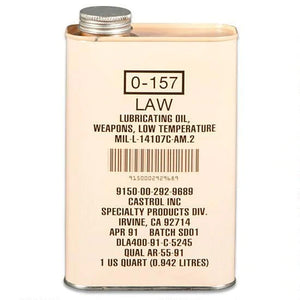 O-157
LAW
LUBRICATING OIL,
WEAPONS, LOW TEMPERATURE
MIL-L-14107C-AM.2
9150002929689
9150-00-292-9689
CASTROL INC
SPECIALTY PRODUCTS DIV.
IRVINE, CA 92714
APR 91 BATCH SD01
DLA400-91-C-5245
QUAL AR-55-91
1 US QUART (0.942 LITRES)